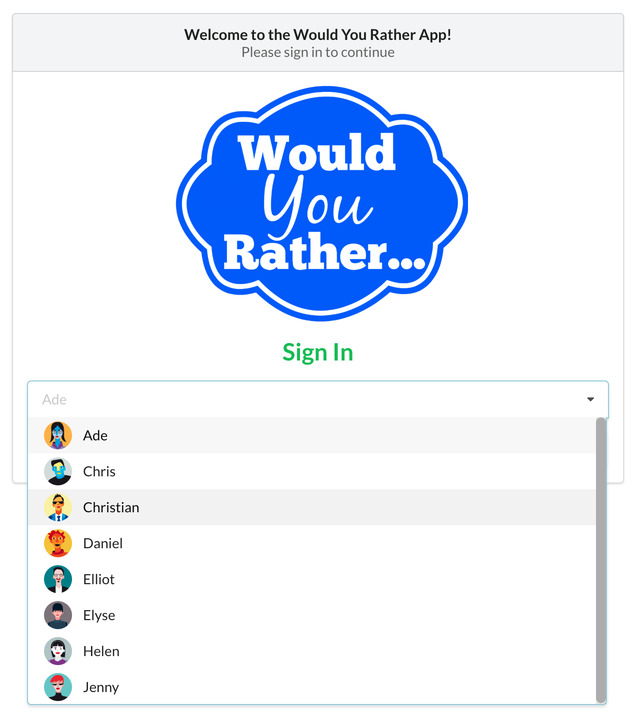 Welcome to the Would You Rather App!
Please sign in to continue
Would
You
Rather...
Sign In
Ade
Ade
Chris
Christian
Daniel
Elliot
Elyse
Helen
Jenny